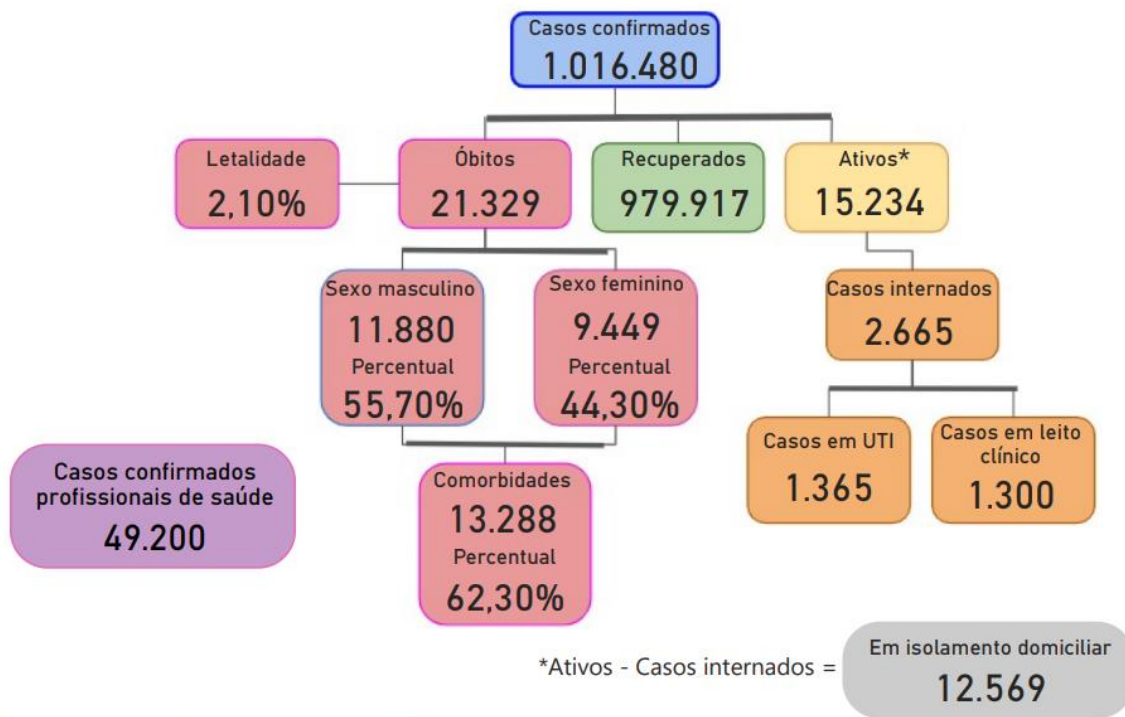 Casos confirmados
1.016.480
Letalidade
2,10%
Óbitos
21.329
Recuperados
979.917
Ativos*
15.234
Sexo masculino
11.880
Percentual
55,70%
Sexo feminino
9.449
Percentual
44,30%
Casos internados
2.665
Casos em UTI
1.365
Casos em leito
clínico
1.300
Casos confirmados
profissionais de saúde
49.200
Comorbidades
13.288
Percentual
62,30%
*Ativos - Casos internados =
Em isolamento domiciliar
12.569